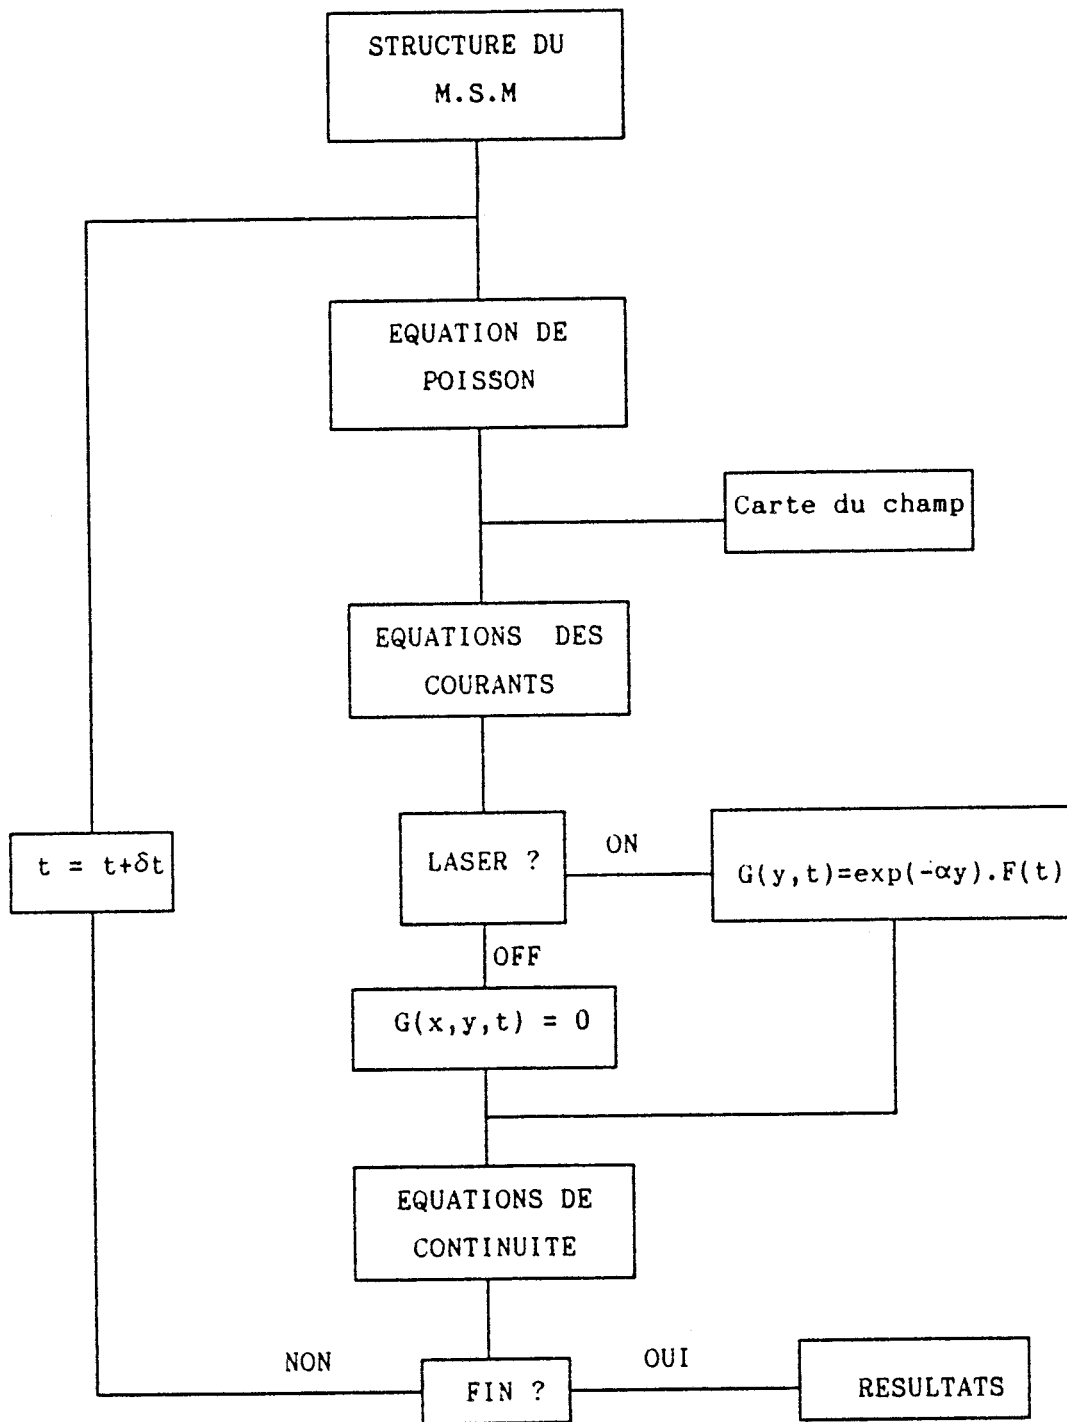 STRUCTURE DU
M.S.M
EQUATION DE
POISSON
Carte du champ
EQUATIONS DES
COURANTS
t = t+δt
LASER ?
ON
G(y,t)=exp(-αy).F(t)
OFF
G(x,y,t) = 0
EQUATIONS DE
CONTINUITE
NON
OUI
FIN ?
RESULTATS